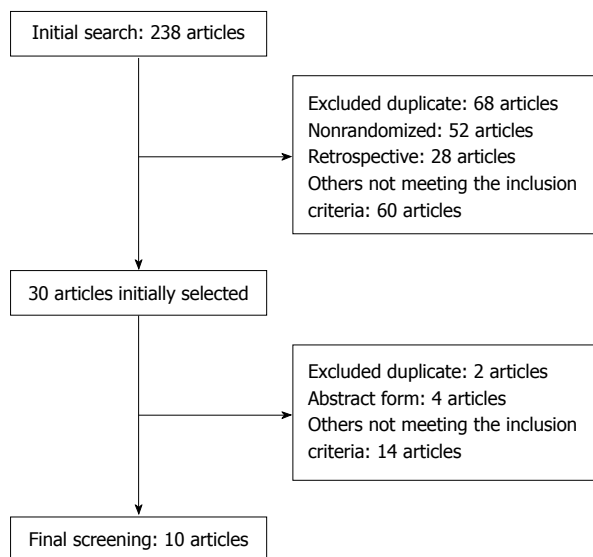 Initial search: 238 articles
Excluded duplicate: 68 articles
Nonrandomized: 52 articles
Retrospective: 28 articles
Others not meeting the inclusion
criteria: 60 articles
30 articles initially selected
Excluded duplicate: 2 articles
Abstract form: 4 articles
Others not meeting the inclusion
criteria: 14 articles
Final screening: 10 articles